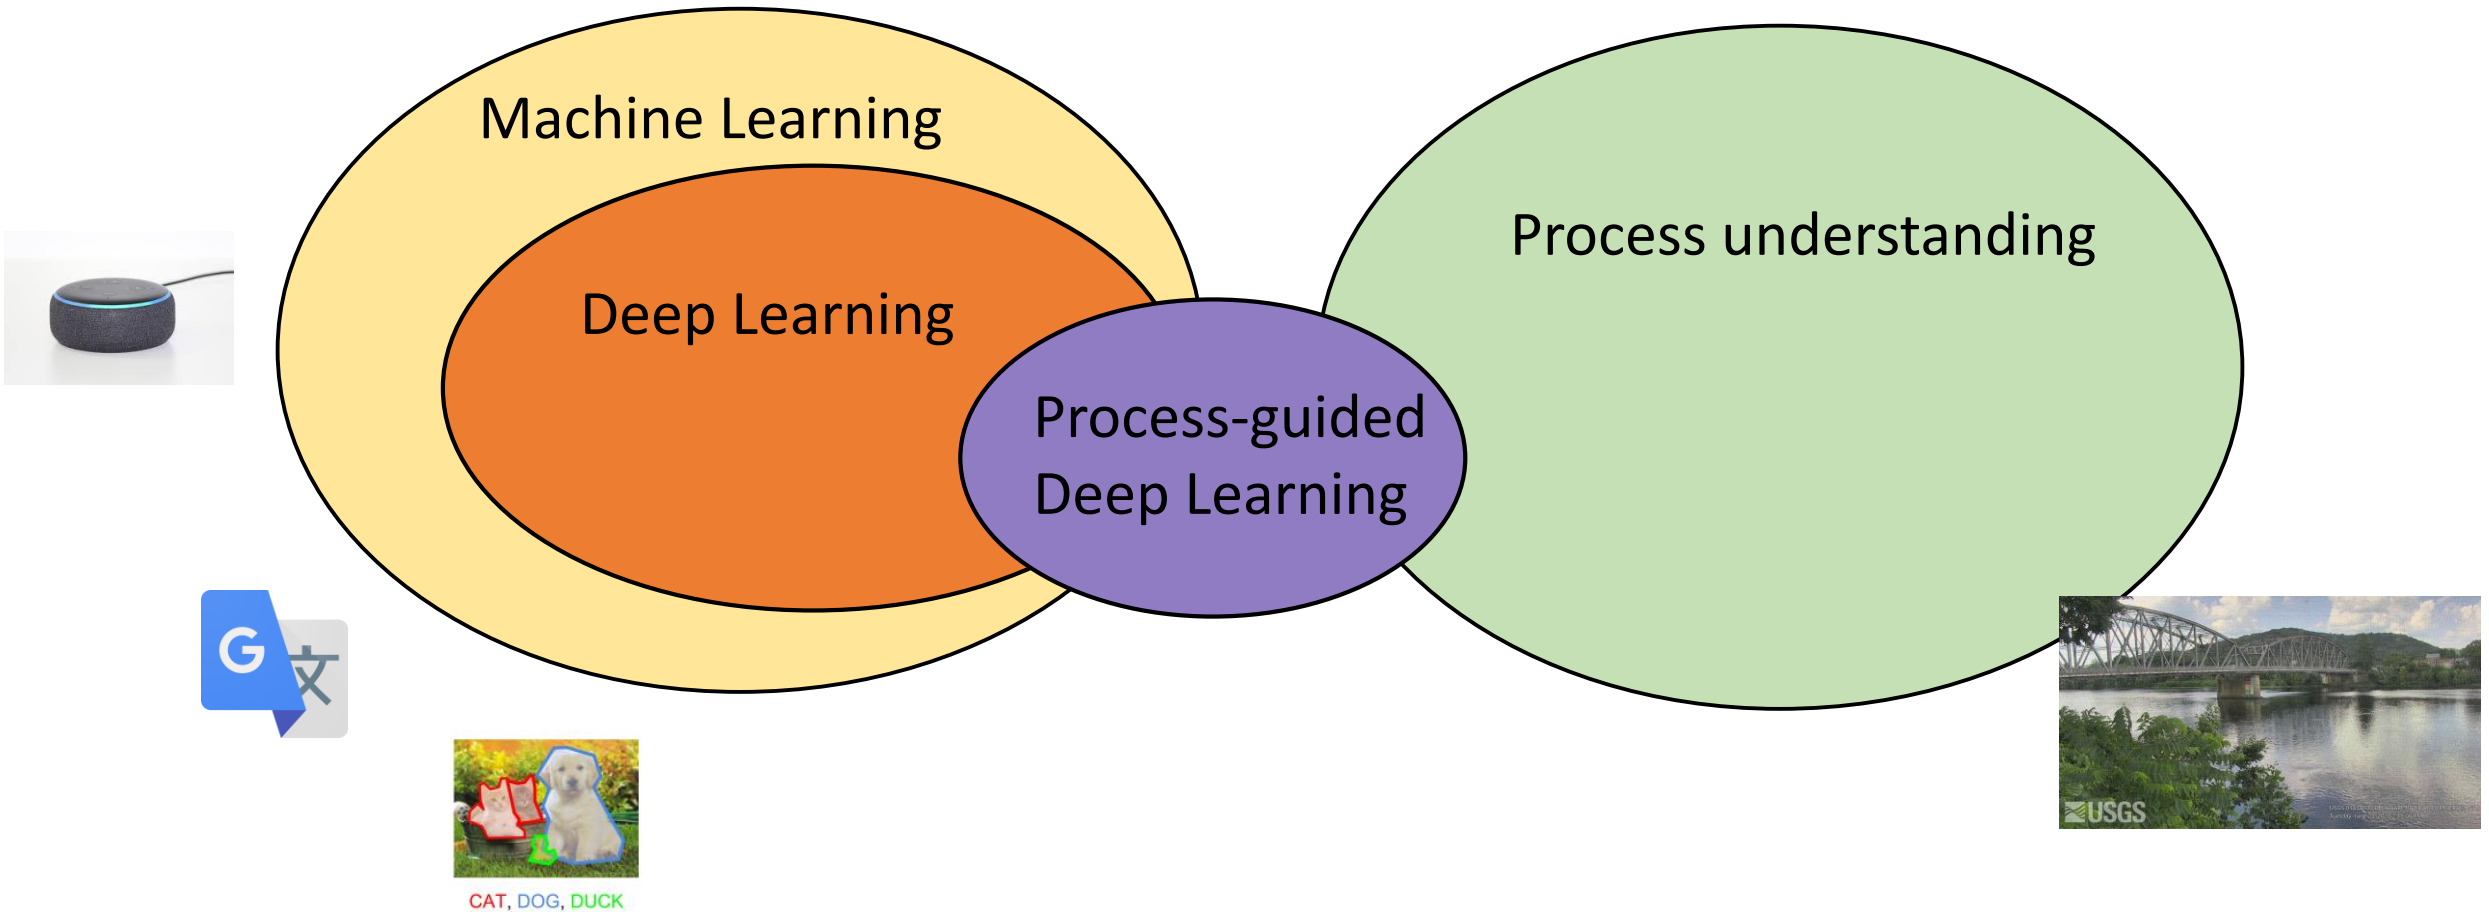 Machine Learning
Deep Learning
Process-guided
Deep Learning
Process understanding
G
文
CAT, DOG, DUCK
USGS